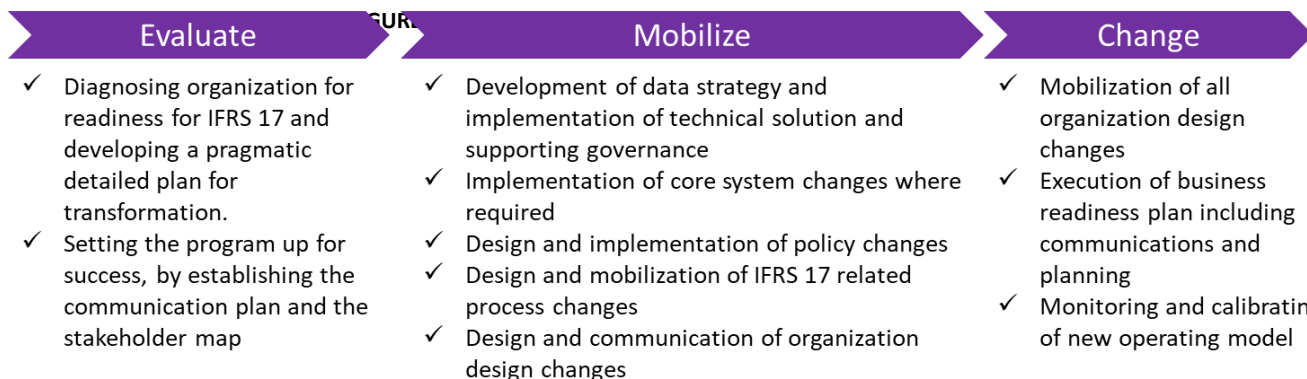 GURE
Evaluate
Mobilize
Change
✓ Diagnosing organization for
readiness for IFRS 17 and
developing a pragmatic
detailed plan for
transformation.
✓ Setting the program up for
success, by establishing the
communication plan and the
stakeholder map
✓ Development of data strategy and
implementation of technical solution and
supporting governance
✓ Implementation of core system changes where
required
✓ Design and implementation of policy changes
✓ Design and mobilization of IFRS 17 related
process changes
✓ Design and communication of organization
design changes
✓ Mobilization of all
organization design
changes
✓ Execution of business
readiness plan including
communications and
planning
✓ Monitoring and calibratin
of new operating model